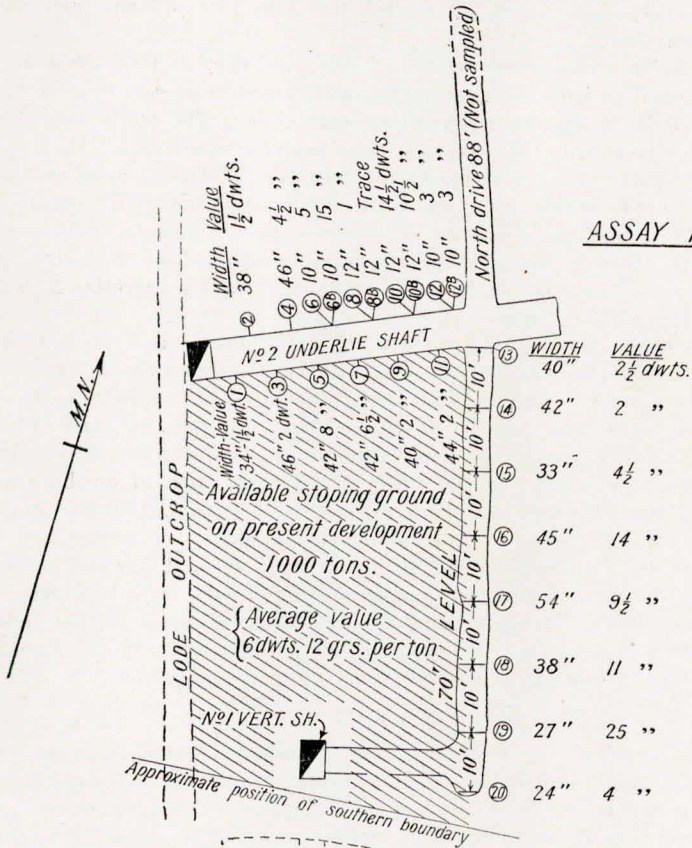 North drive 88' (Not sampled)
Width Value
38" 1½ dwts.
46" 4½ "
10" 5 "
10" 15 "
12" 1 "
12" Trace
12" 14½ dwts.
12" 10½ "
10" 3 "
10" 3 "
② ④ ⑥ 6B ⑧ 8B ⑩ 10B ⑫ 12B
ASSAY
Nº 2 UNDERLIE SHAFT
① ③ ⑤ ⑦ ⑨ ⑪
Width-Value
34" 1½ dwt.
46" 2 dwt.
42" 8 "
42" 6½ "
40" 2 "
44" 2 "
WIDTH VALUE
⑬ 40" 2½ dwts.
⑭ 42" 2 "
⑮ 33" 4½ "
⑯ 45" 14 "
⑰ 54" 9½ "
⑱ 38" 11 "
⑲ 27" 25 "
⑳ 24" 4 "
10'
10'
10'
10'
10'
10'
10'
70' LEVEL
M.N.
LODE OUTCROP
Available stoping ground
on present development
1000 tons.
Average value
6 dwts. 12 grs. per ton
Nº 1 VERT. SH.
Approximate position of southern boundary